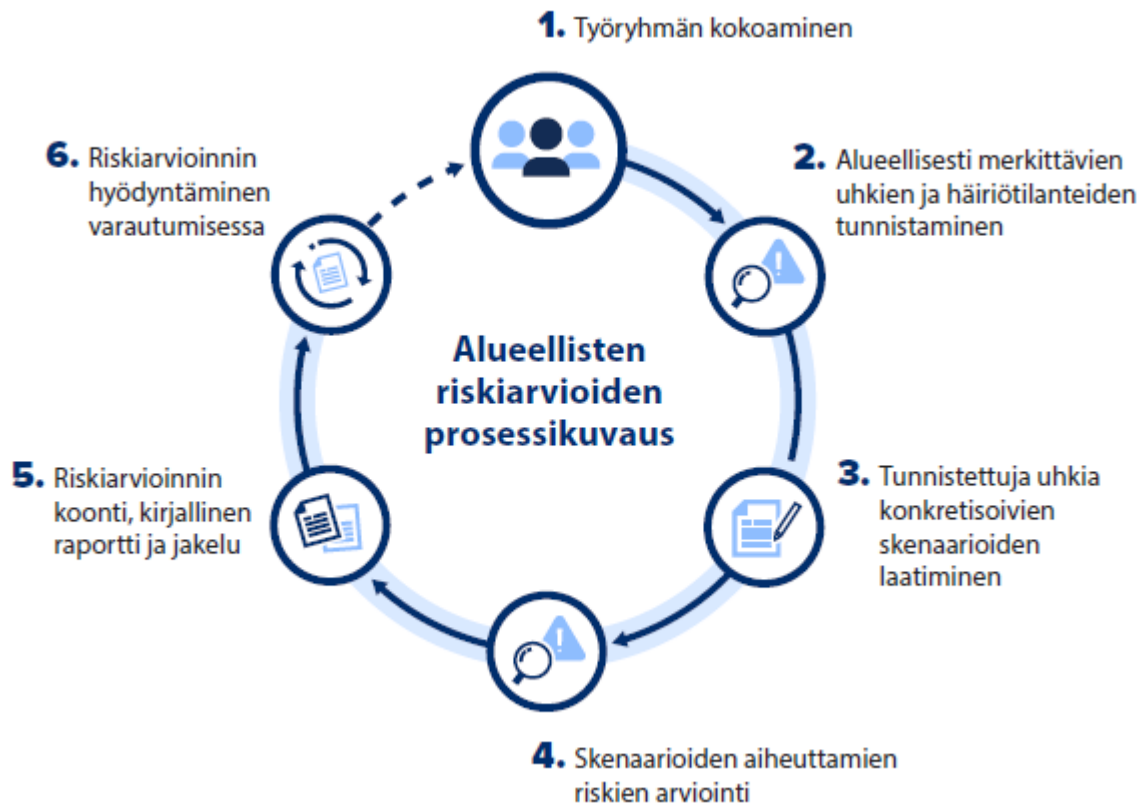 1. Työryhmän kokoaminen
2. Alueellisesti merkittävien
uhkien ja häiriötilanteiden
tunnistaminen
3. Tunnistettuja uhkia
konkretisoivien
skenaarioiden
laatiminen
4. Skenaarioiden aiheuttamien
riskien arviointi
5. Riskiarvioinnin
koonti, kirjallinen
raportti ja jakelu
6. Riskiarvioinnin
hyödyntäminen
varautumisessa
Alueellisten
riskiarvioiden
prosessikuvaus